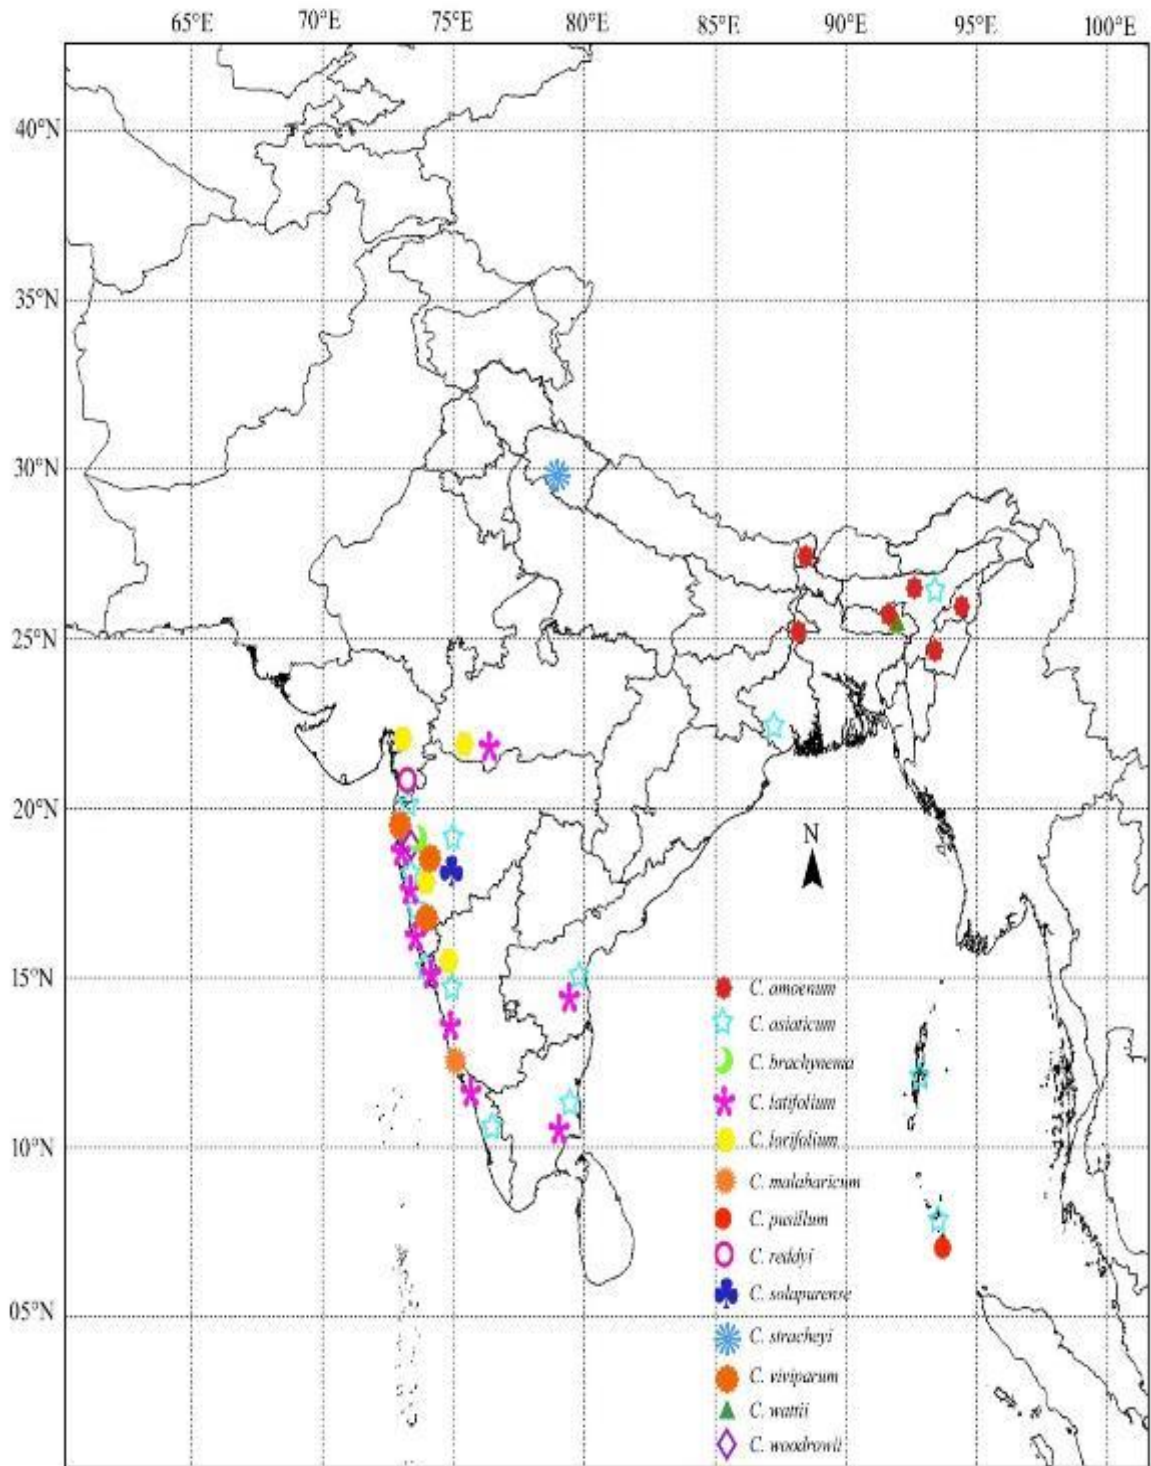 65°E 70°E 75°E 80°E 85°E 90°E 95°E 100°E
40°N
35°N
30°N
25°N
20°N
N
15°N
C. amoenum
C. asiaticum
C. brachynema
C. latifolium
C. lorifolium
10°N
C. malabaricum
C. pusillum
C. reddyi
C. solapurense
05°N
C. stracheyi
C. viviparum
C. wattii
C. woodrowii